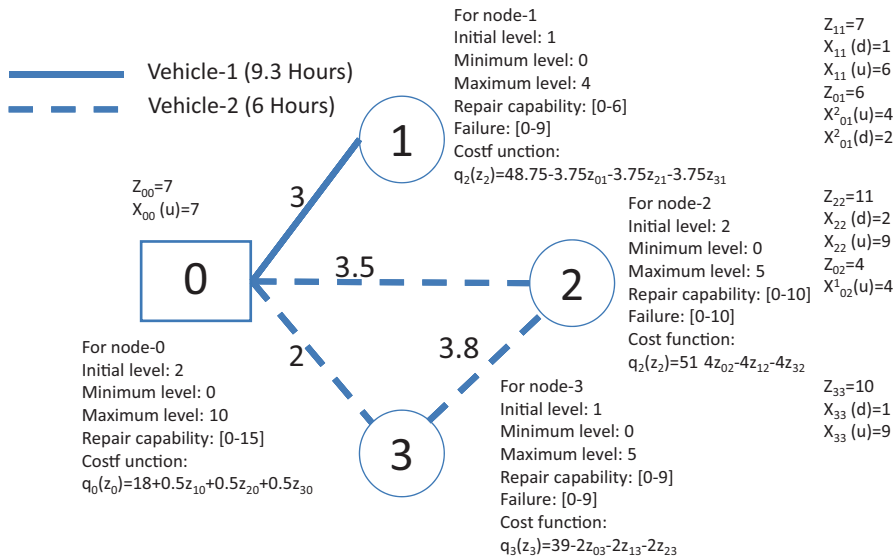 Vehicle-1 (9.3 Hours)
Vehicle-2 (6 Hours)
For node-1
Initial level: 1
Minimum level: 0
Maximum level: 4
Repair capability: [0-6]
Failure: [0-9]
Costf unction:
q₂(z₂)=48.75-3.75z₀₁-3.75z₂₁-3.75z₃₁
Z₁₁=7
X₁₁ (d)=1
X₁₁ (u)=6
Z₀₁=6
X²₀₁(u)=4
X²₀₁(d)=2
1
Z₀₀=7
X₀₀ (u)=7
3
0
3.5
2
2
3.8
3
For node-2
Initial level: 2
Minimum level: 0
Maximum level: 5
Repair capability: [0-10]
Failure: [0-10]
Cost function:
q₂(z₂)=51 4z₀₂-4z₁₂-4z₃₂
Z₂₂=11
X₂₂ (d)=2
X₂₂ (u)=9
Z₀₂=4
X¹₀₂(u)=4
For node-0
Initial level: 2
Minimum level: 0
Maximum level: 10
Repair capability: [0-15]
Costf unction:
q₀(z₀)=18+0.5z₁₀+0.5z₂₀+0.5z₃₀
For node-3
Initial level: 1
Minimum level: 0
Maximum level: 5
Repair capability: [0-9]
Failure: [0-9]
Cost function:
q₃(z₃)=39-2z₀₃-2z₁₃-2z₂₃
Z₃₃=10
X₃₃ (d)=1
X₃₃ (u)=9